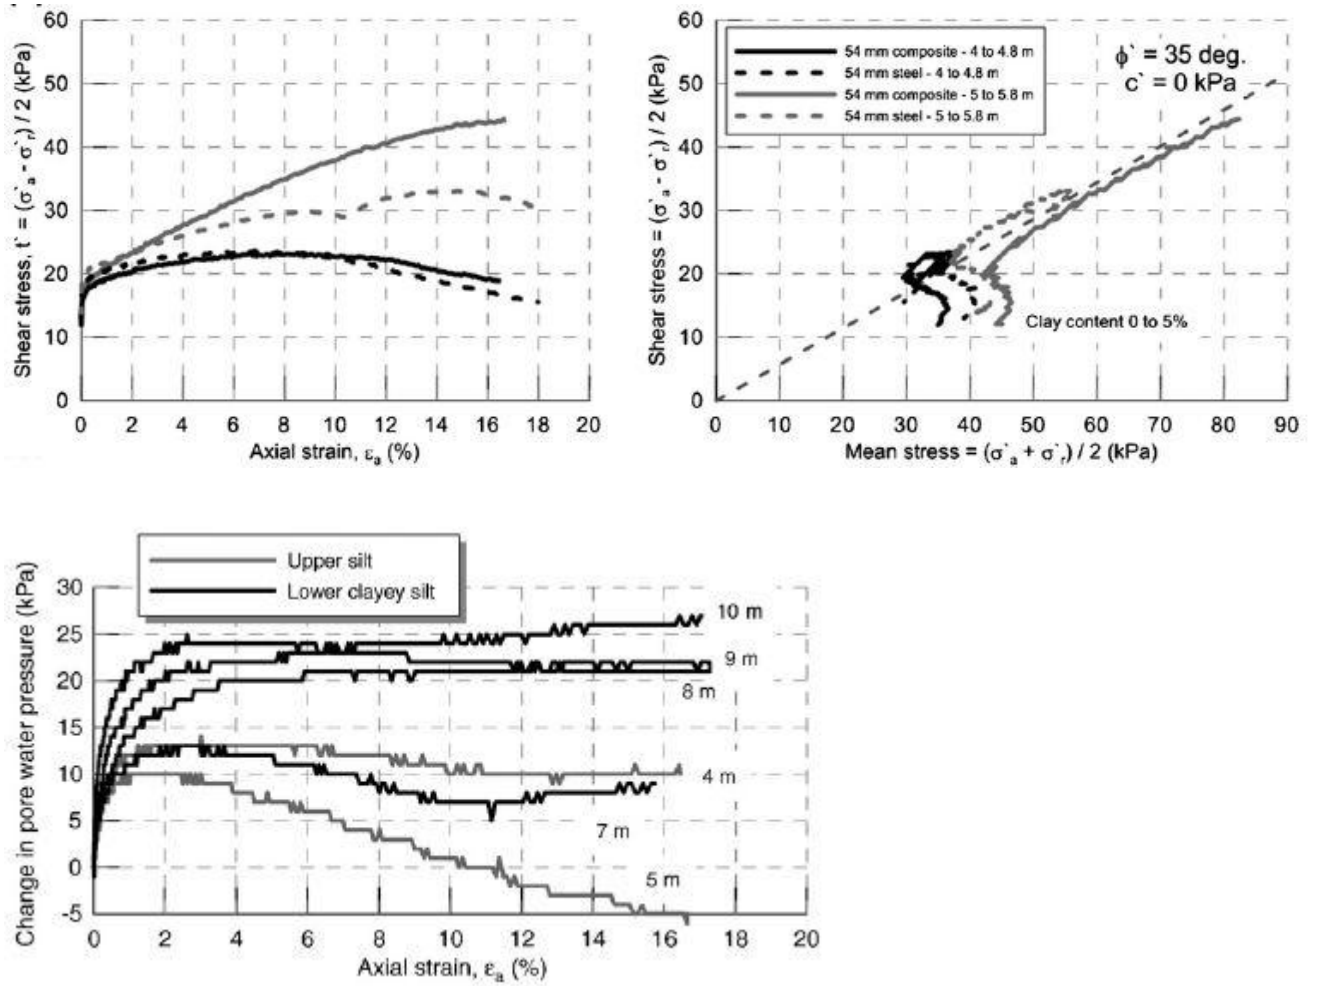 60
50
40
30
20
10
0
Shear stress, t` = (σ`a - σ`r) / 2 (kPa)
0 2 4 6 8 10 12 14 16 18 20
Axial strain, εa (%)
60
50
40
30
20
10
0
Shear stress = (σ`a - σ`r) / 2 (kPa)
54 mm composite - 4 to 4.8 m
54 mm steel - 4 to 4.8 m
54 mm composite - 5 to 5.8 m
54 mm steel - 5 to 5.8 m
ϕ` = 35 deg.
c` = 0 kPa
Clay content 0 to 5%
0 10 20 30 40 50 60 70 80 90
Mean stress = (σ`a + σ`r) / 2 (kPa)
Upper silt
Lower clayey silt
30
25
20
15
10
5
0
-5
Change in pore water pressure (kPa)
10 m
9 m
8 m
4 m
7 m
5 m
0 2 4 6 8 10 12 14 16 18 20
Axial strain, εa (%)